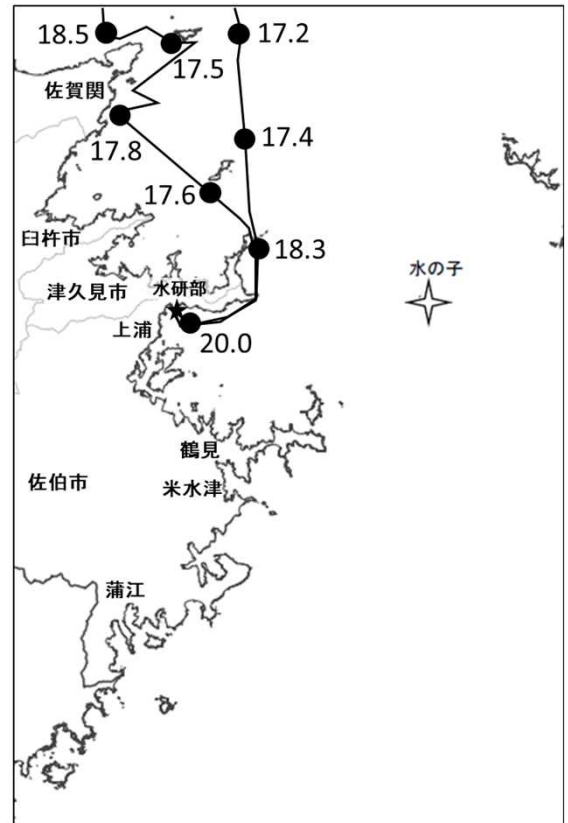 18.5
17.2
17.5
佐賀関
17.8
17.4
17.6
臼杵市
18.3
津久見市
水研部
水の子
上浦
20.0
鶴見
佐伯市
米水津
蒲江